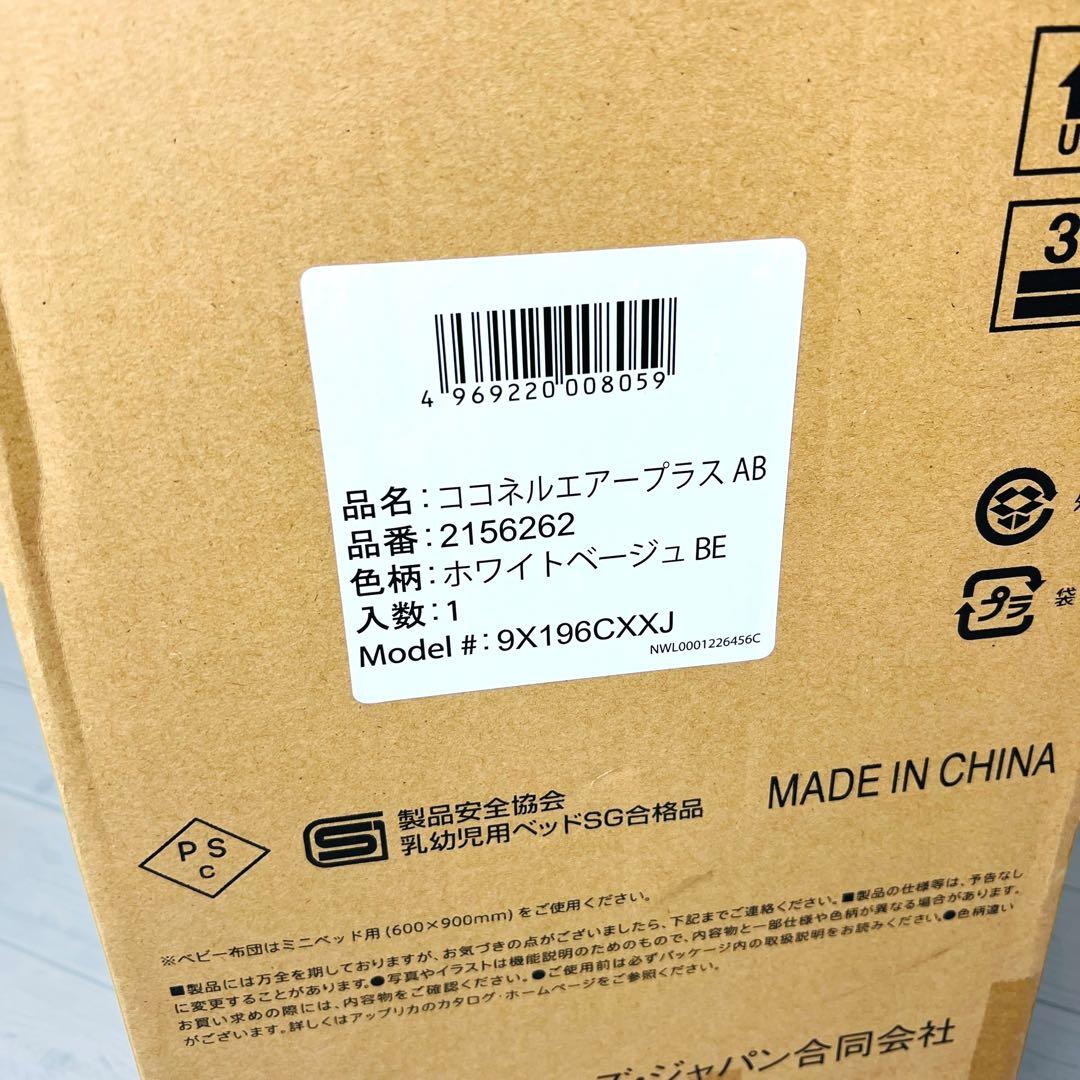 4 969220 008059
品名：ココネルエアープラス AB
品番：2156262
色柄：ホワイトベージュ BE
入数：1
Model #：9X196CXXJ
NWL0001226456C
3
プラ
袋
MADE IN CHINA
PS
C
製品安全協会
乳幼児用ベッドSG合格品
※ベビー布団はミニベッド用(600×900mm)をご使用ください。
■製品には万全を期しておりますが、お気づきの点がございましたら、下記までご連絡ください。■製品の仕様等は、予告なし
に変更することがあります。●写真やイラストは機能説明のためのもので、内容物と一部仕様や色柄が異なる場合があります。
お買い求めの際には、内容物をご確認ください。●ご使用前は必ずパッケージ内の取扱説明をお読みください。●色柄違い
がございます。詳しくはアップリカのカタログ・ホームページをご参照ください。
ズ・ジャパン合同会社